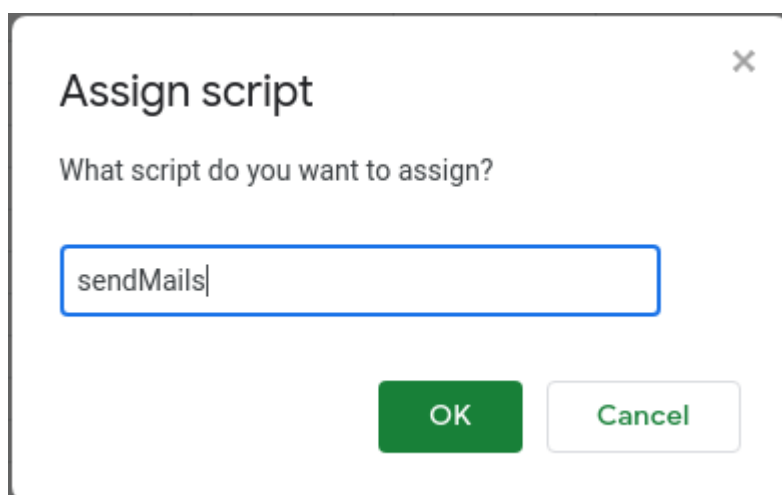 Assign script
What script do you want to assign?
sendMails
OK
Cancel